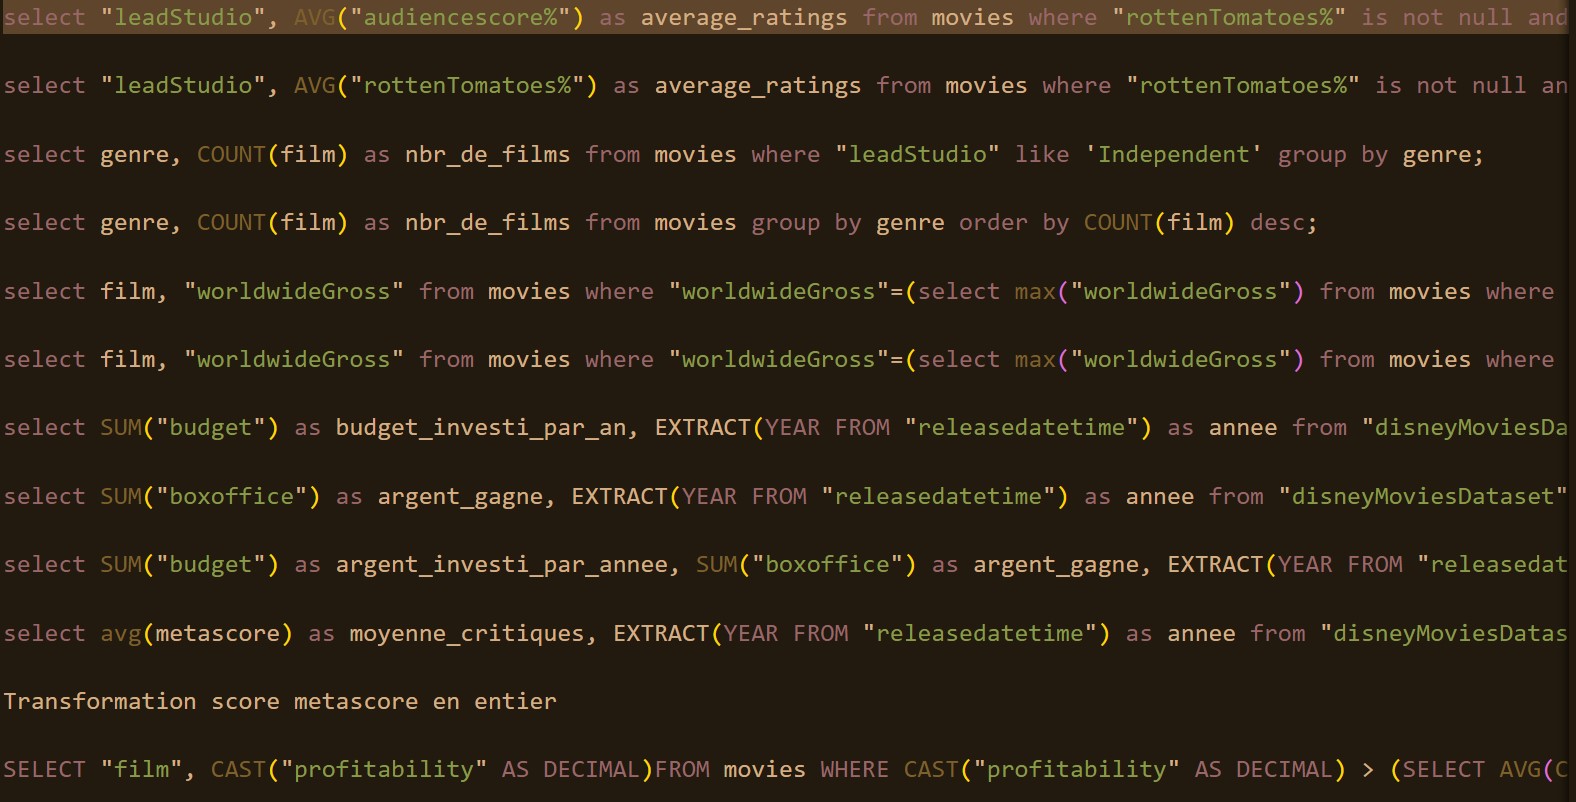 select "leadStudio", AVG("audiencescore%") as average_ratings from movies where "rottenTomatoes%" is not null and
select "leadStudio", AVG("rottenTomatoes%") as average_ratings from movies where "rottenTomatoes%" is not null an
select genre, COUNT(film) as nbr_de_films from movies where "leadStudio" like 'Independent' group by genre;
select genre, COUNT(film) as nbr_de_films from movies group by genre order by COUNT(film) desc;
select film, "worldwideGross" from movies where "worldwideGross"=(select max("worldwideGross") from movies where
select film, "worldwideGross" from movies where "worldwideGross"=(select max("worldwideGross") from movies where
select SUM("budget") as budget_investi_par_an, EXTRACT(YEAR FROM "releasedatetime") as annee from "disneyMoviesDa
select SUM("boxoffice") as argent_gagne, EXTRACT(YEAR FROM "releasedatetime") as annee from "disneyMoviesDataset"
select SUM("budget") as argent_investi_par_annee, SUM("boxoffice") as argent_gagne, EXTRACT(YEAR FROM "releasedat
select avg(metascore) as moyenne_critiques, EXTRACT(YEAR FROM "releasedatetime") as annee from "disneyMoviesDatas
Transformation score metascore en entier
SELECT "film", CAST("profitability" AS DECIMAL)FROM movies WHERE CAST("profitability" AS DECIMAL) > (SELECT AVG(C